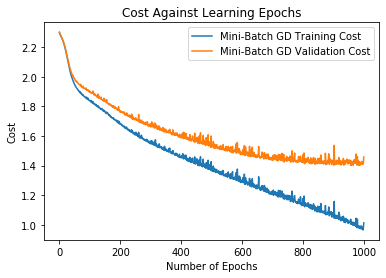 Cost Against Learning Epochs
Mini-Batch GD Training Cost
Mini-Batch GD Validation Cost
Cost
2.2
2.0
1.8
1.6
1.4
1.2
1.0
0
200
400
600
800
1000
Number of Epochs